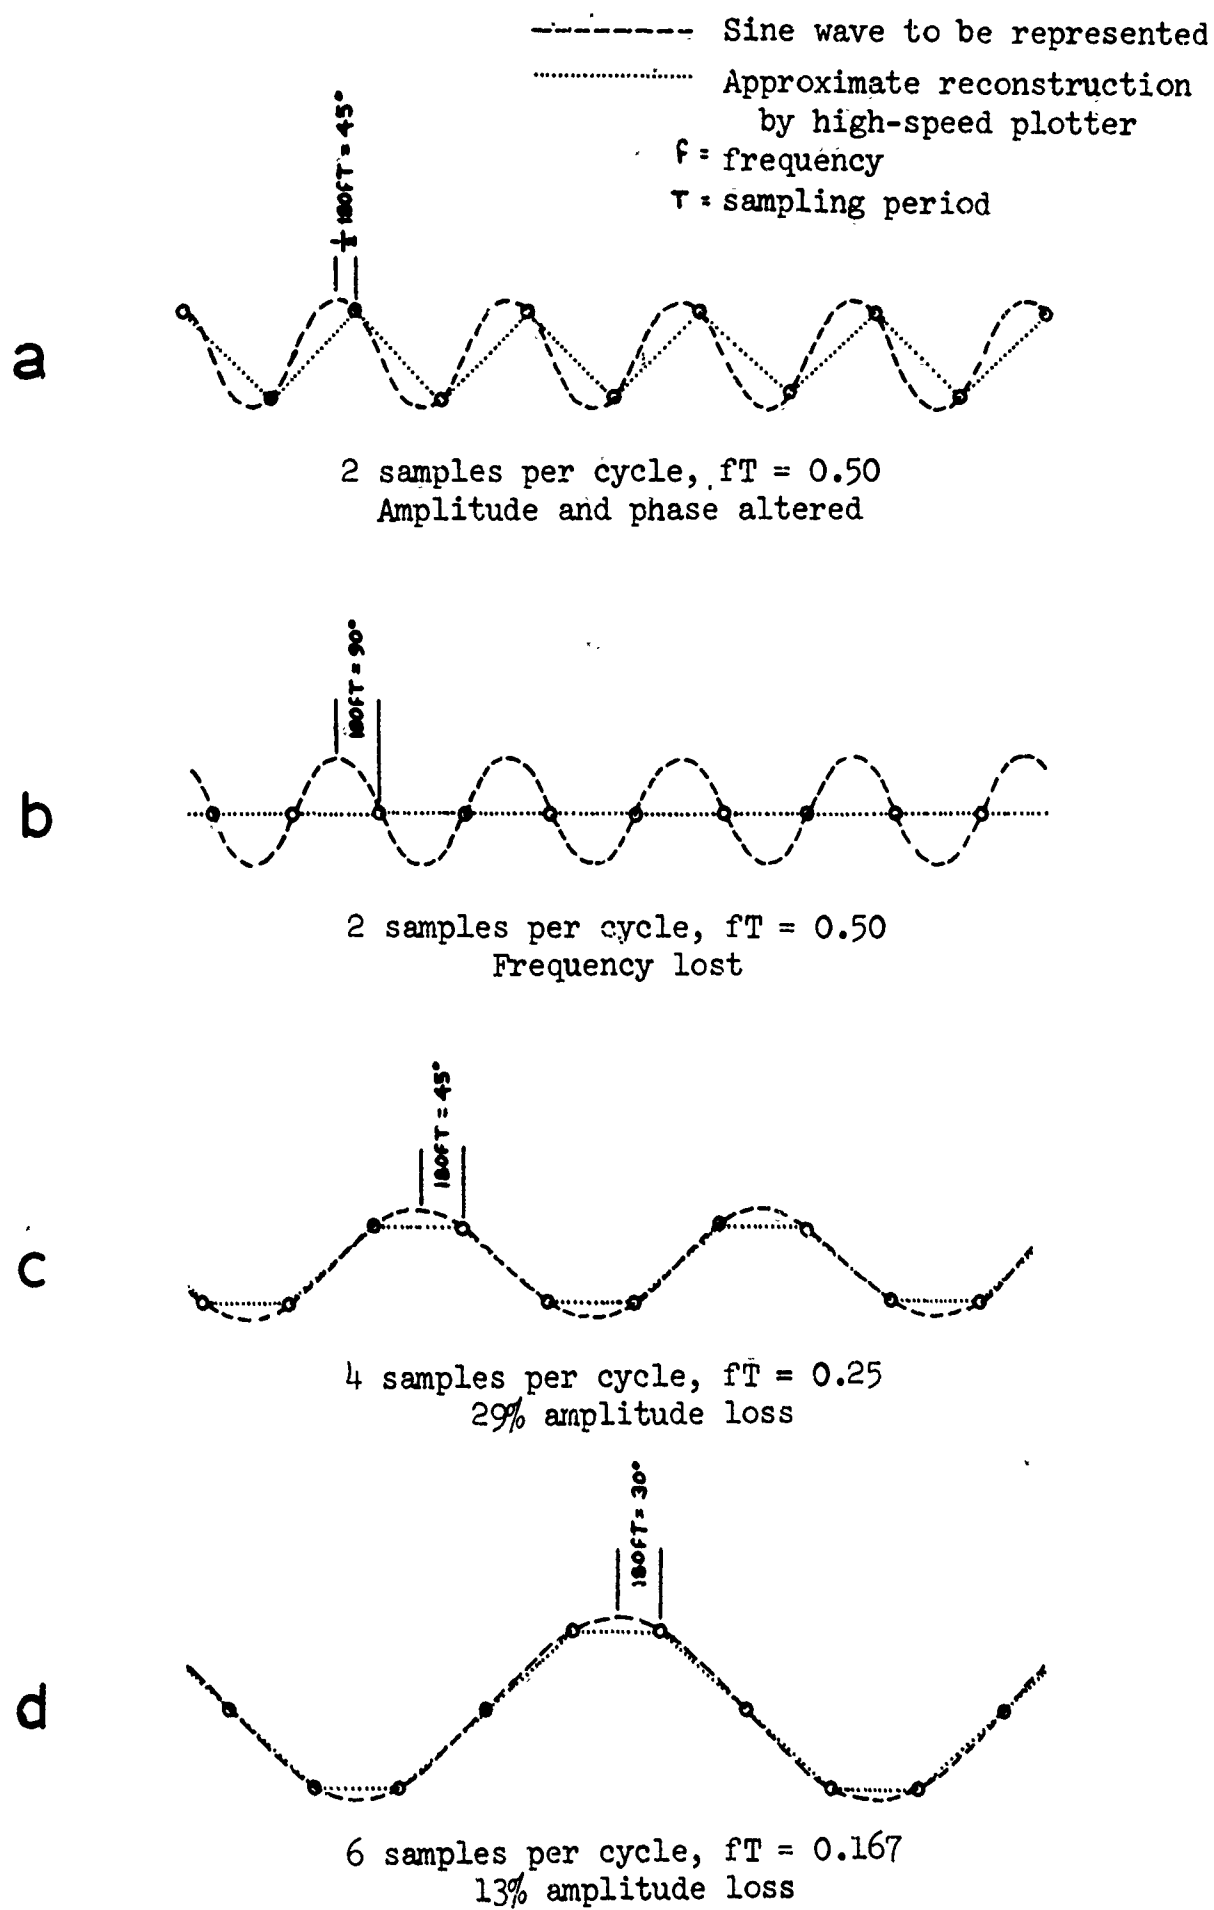 Sine wave to be represented
Approximate reconstruction
by high-speed plotter
f = frequency
T = sampling period
½ 180fT = 45°
a
2 samples per cycle, fT = 0.50
Amplitude and phase altered
180fT = 90°
b
2 samples per cycle, fT = 0.50
Frequency lost
180fT = 45°
c
4 samples per cycle, fT = 0.25
29% amplitude loss
180fT = 30°
d
6 samples per cycle, fT = 0.167
13% amplitude loss